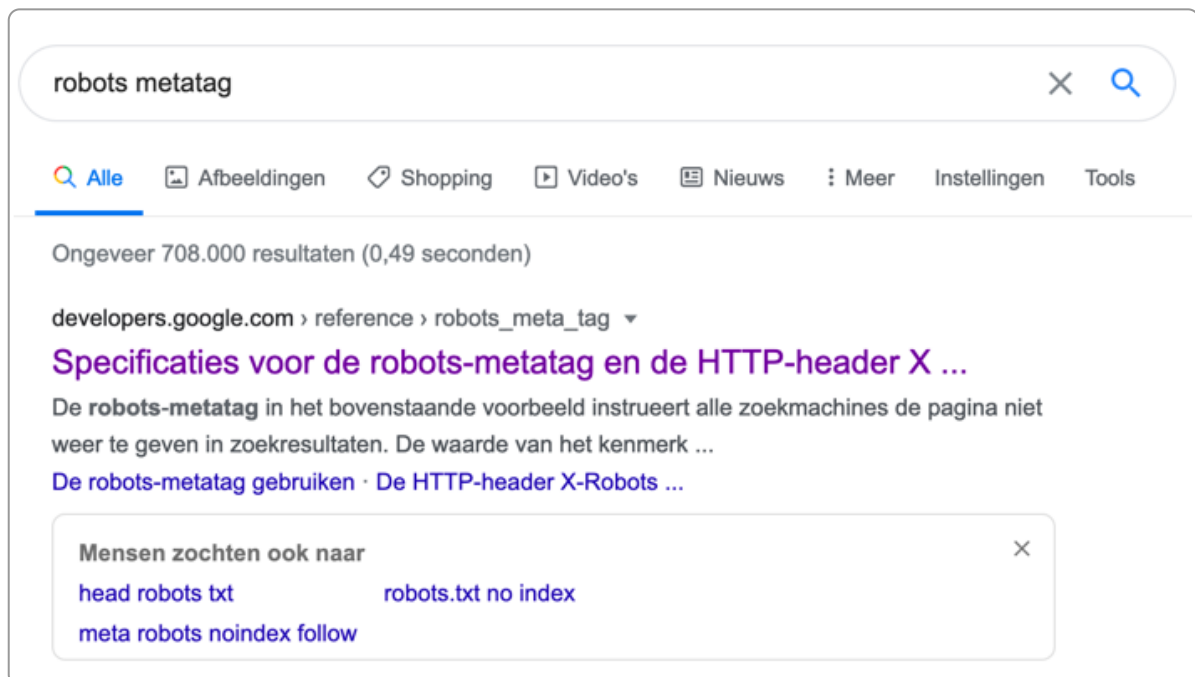 robots metatag
Alle Afbeeldingen Shopping Video's Nieuws Meer Instellingen Tools
Ongeveer 708.000 resultaten (0,49 seconden)
developers.google.com › reference › robots_meta_tag
Specificaties voor de robots-metatag en de HTTP-header X ...
De robots-metatag in het bovenstaande voorbeeld instrueert alle zoekmachines de pagina niet
weer te geven in zoekresultaten. De waarde van het kenmerk ...
De robots-metatag gebruiken · De HTTP-header X-Robots ...
Mensen zochten ook naar
head robots txt robots.txt no index
meta robots noindex follow